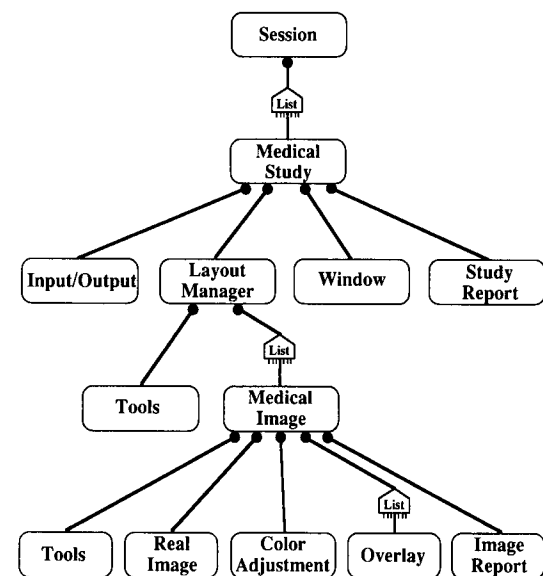 Session
List
Medical
Study
Input/Output
Layout
Manager
Window
Study
Report
List
Tools
Medical
Image
List
Tools
Real
Image
Color
Adjustment
Overlay
Image
Report